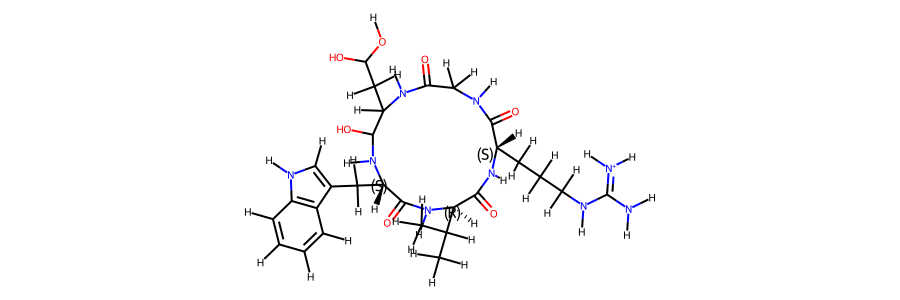 H
HO O
O H H
H H N H
H N
H O
HO H
(S) H H
H N H H H N+ H
H N H H
N H
(S) H H
H O N (R) O H N N H
H H H H H H
H H H
H H
H